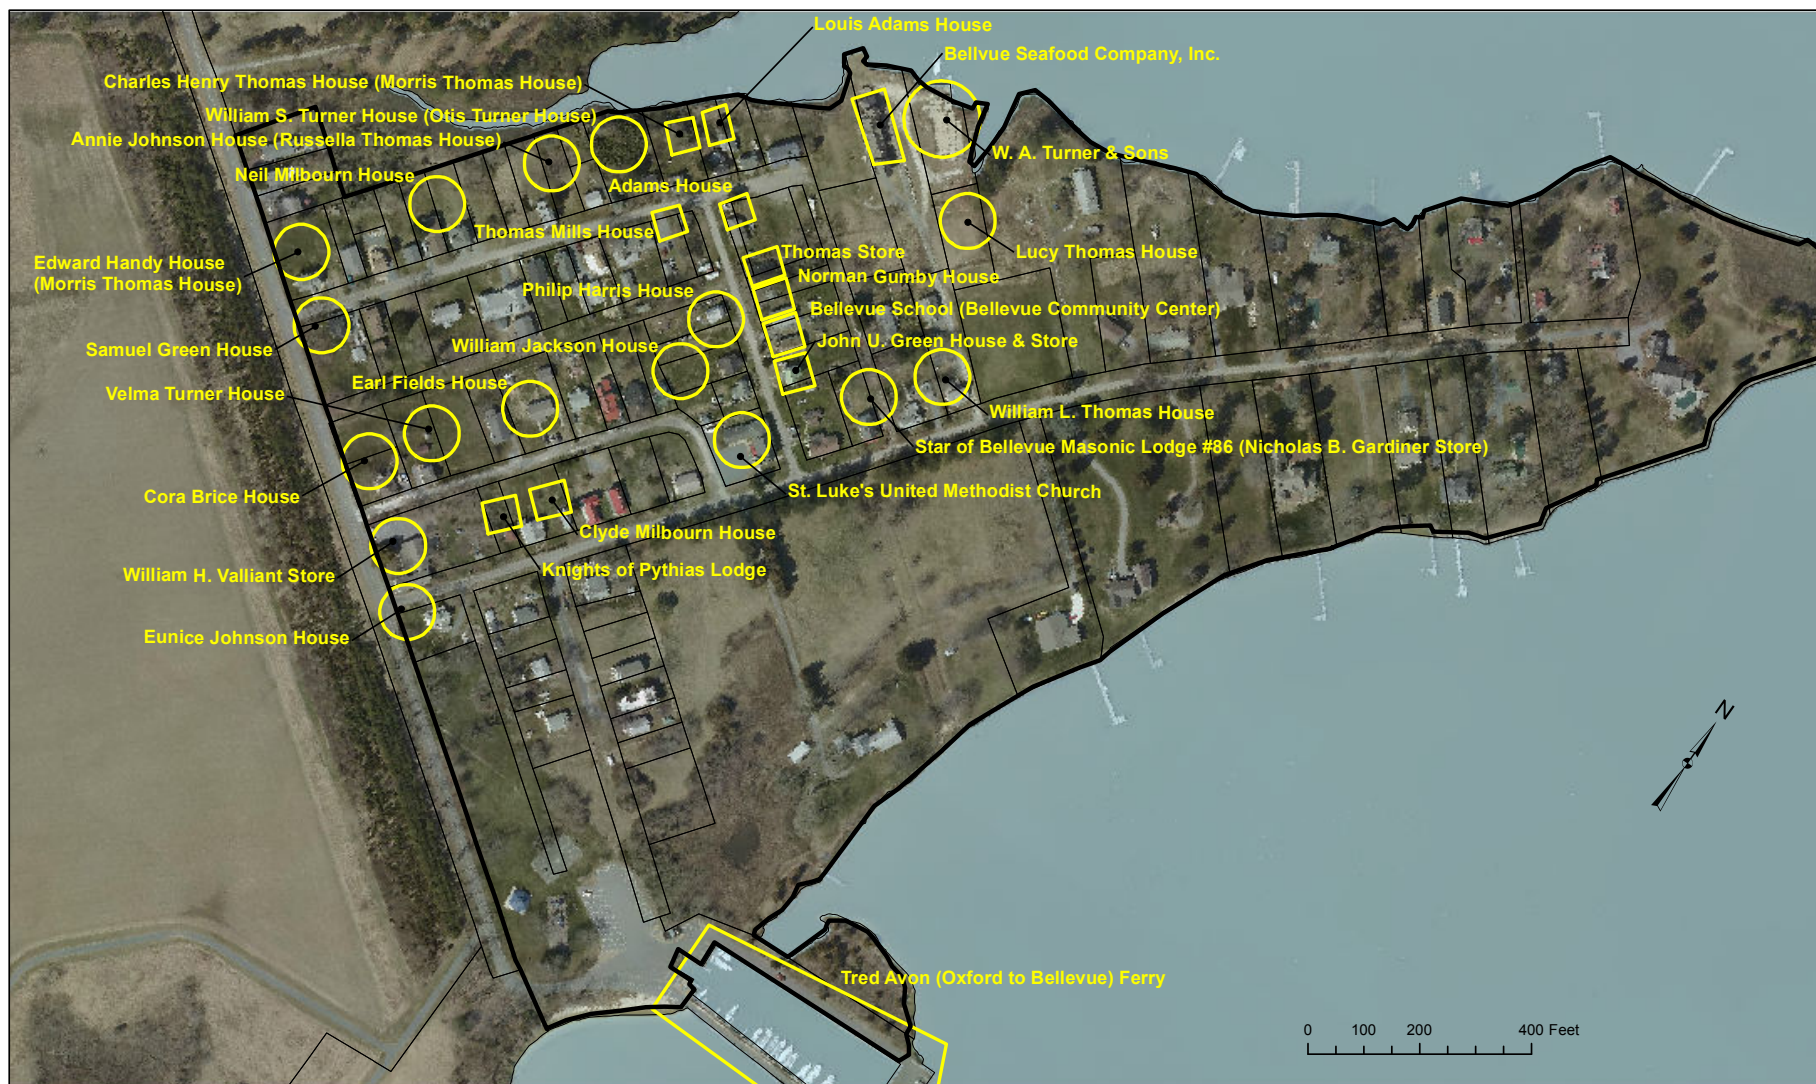 Louis Adams House
Bellvue Seafood Company, Inc.
Charles Henry Thomas House (Morris Thomas House)
William S. Turner House (Otis Turner House)
Annie Johnson House (Russella Thomas House)
W. A. Turner & Sons
Neil Milbourn House
Adams House
Thomas Mills House
Thomas Store
Lucy Thomas House
Edward Handy House
(Morris Thomas House)
Norman Gumby House
Philip Harris House
Bellevue School (Bellevue Community Center)
John U. Green House & Store
William Jackson House
Samuel Green House
Earl Fields House
Velma Turner House
William L. Thomas House
Star of Bellevue Masonic Lodge #86 (Nicholas B. Gardiner Store)
St. Luke's United Methodist Church
Cora Brice House
Clyde Milbourn House
Knights of Pythias Lodge
William H. Valliant Store
Eunice Johnson House
N
Tred Avon (Oxford to Bellevue) Ferry
0 100 200 400 Feet